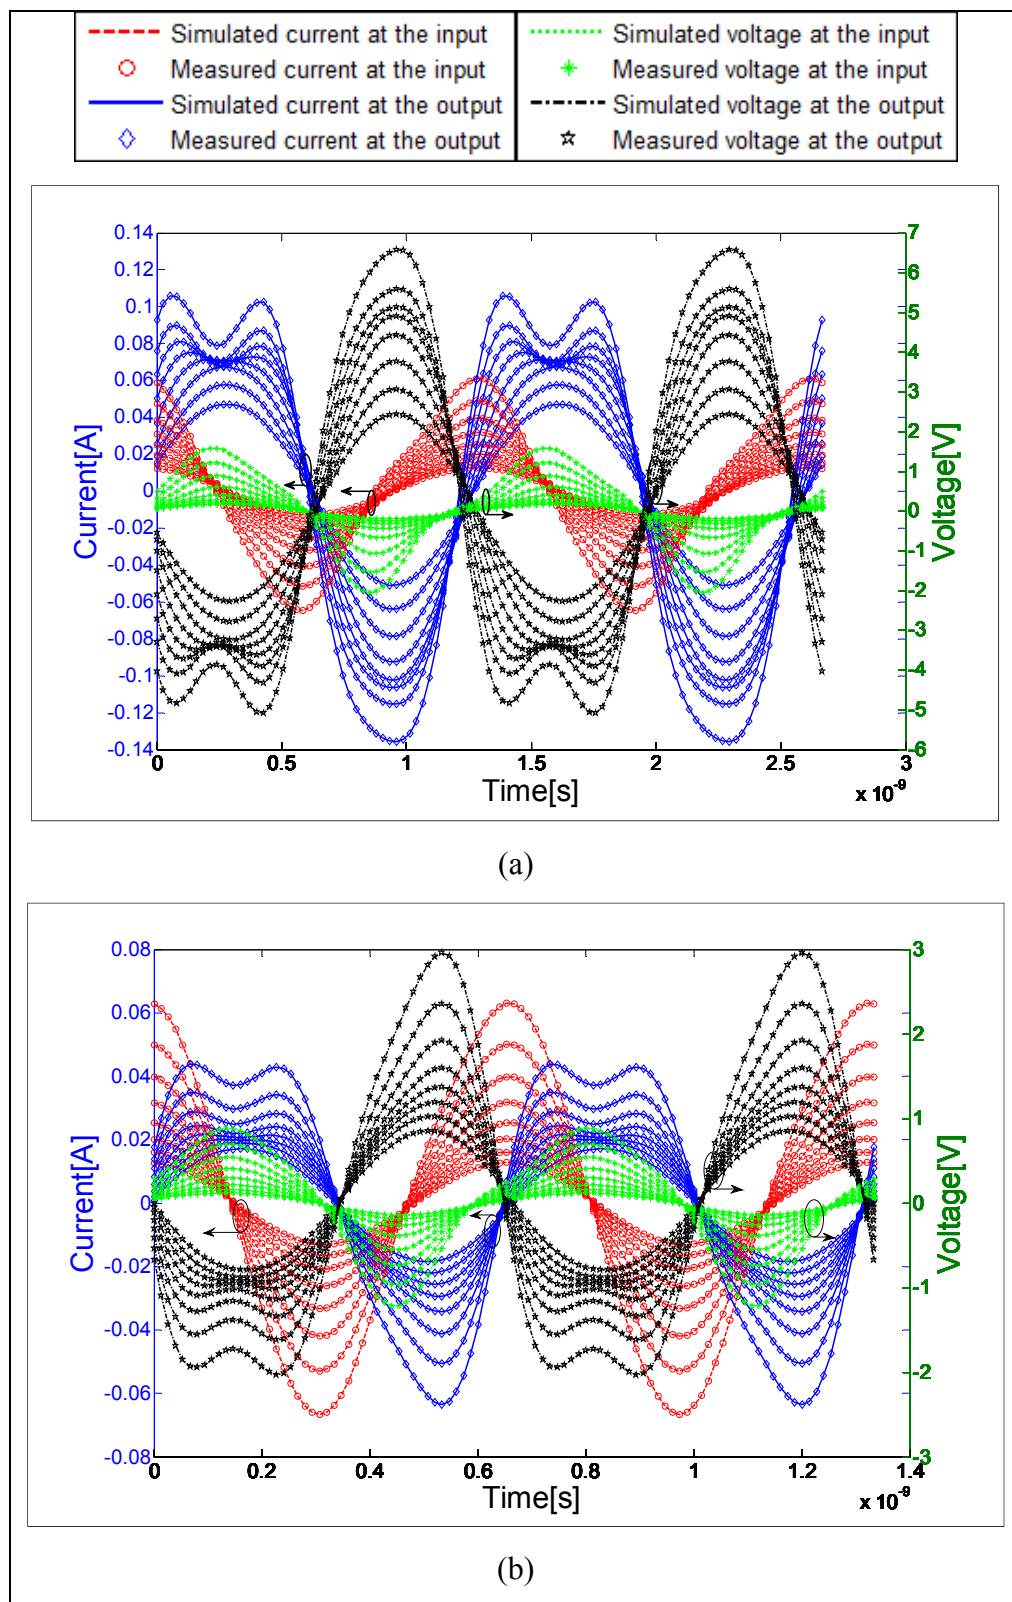 Simulated current at the input
Measured current at the input
Simulated current at the output
Measured current at the output
Simulated voltage at the input
Measured voltage at the input
Simulated voltage at the output
Measured voltage at the output
Current[A]
0.14
0.12
0.1
0.08
0.06
0.04
0.02
0
-0.02
-0.04
-0.06
-0.08
-0.1
-0.12
-0.14
7
6
5
4
3
2
1
0
-1
-2
-3
-4
-5
-6
Voltage[V]
0 0.5 1 1.5 2 2.5 3
Time[s]
x 10⁻⁹
(a)
Current[A]
0.08
0.06
0.04
0.02
0
-0.02
-0.04
-0.06
-0.08
3
2
1
0
-1
-2
-3
Voltage[V]
0 0.2 0.4 0.6 0.8 1 1.2 1.4
Time[s]
x 10⁻⁹
(b)